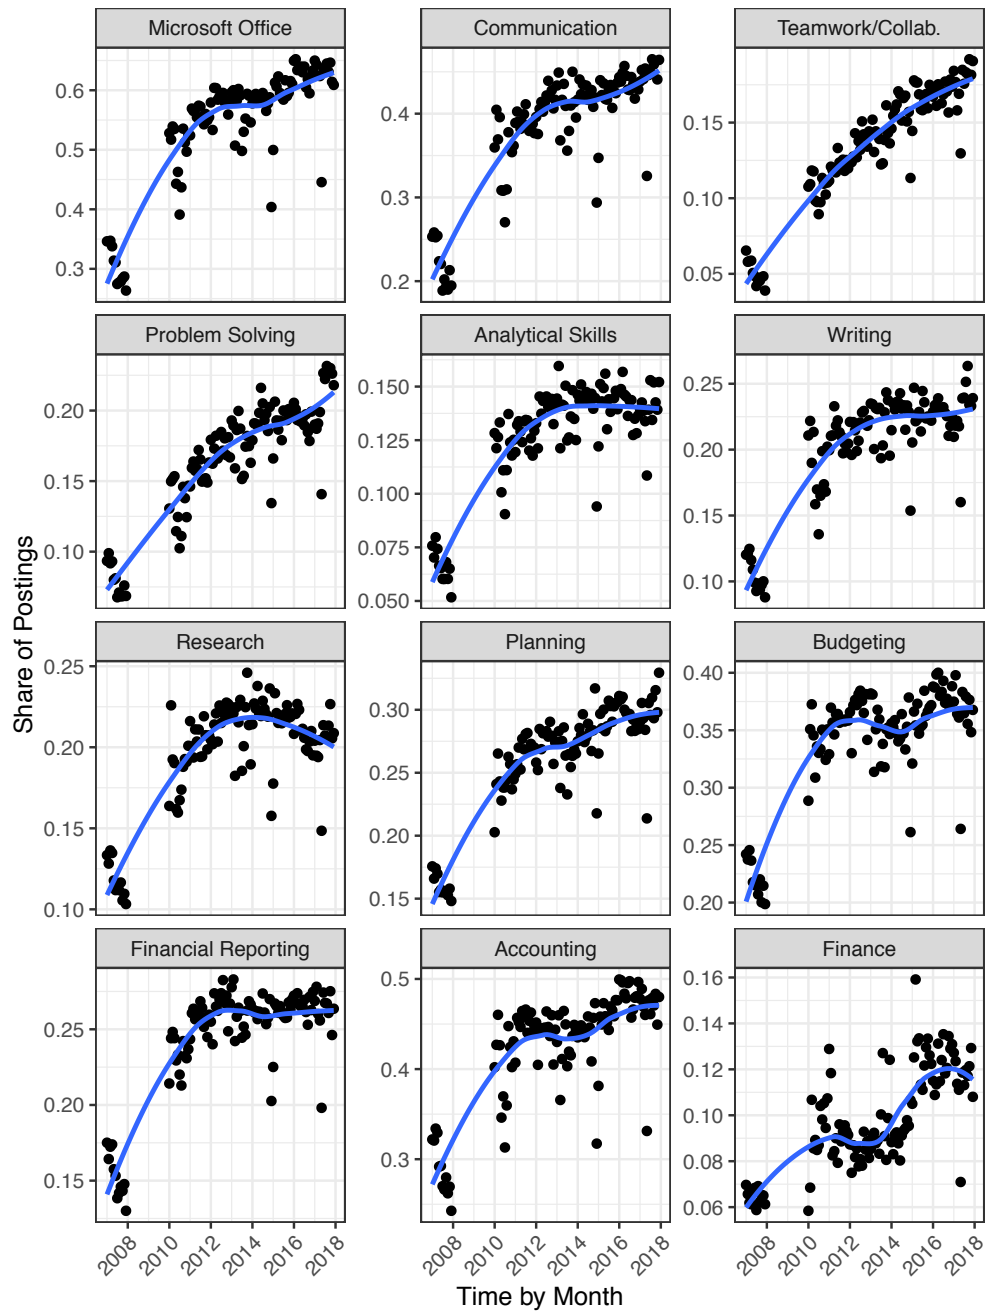 Microsoft Office
Communication
Teamwork/Collab.
0.6
0.5
0.4
0.3
0.4
0.3
0.2
0.15
0.10
0.05
Problem Solving
Analytical Skills
Writing
0.20
0.15
0.10
0.150
0.125
0.100
0.075
0.050
0.25
0.20
0.15
0.10
Share of Postings
Research
Planning
Budgeting
0.25
0.20
0.15
0.10
0.30
0.25
0.20
0.15
0.40
0.35
0.30
0.25
0.20
Financial Reporting
Accounting
Finance
0.25
0.20
0.15
0.5
0.4
0.3
0.16
0.14
0.12
0.10
0.08
0.06
2008 2010 2012 2014 2016 2018
2008 2010 2012 2014 2016 2018
2008 2010 2012 2014 2016 2018
Time by Month